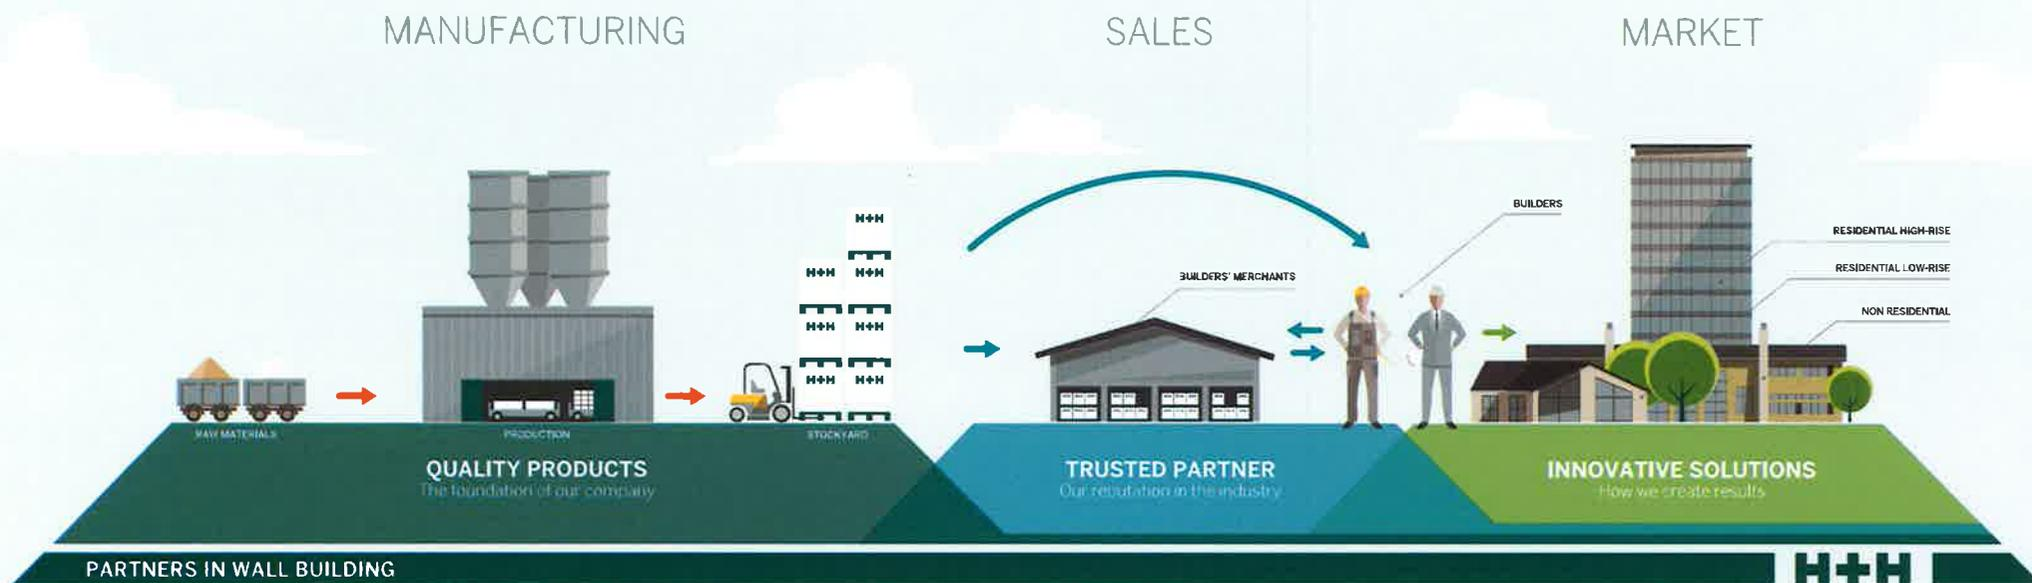 MANUFACTURING
SALES
MARKET
H+H
BUILDERS
RESIDENTIAL HIGH-RISE
H+H
H+H
BUILDERS' MERCHANTS
RESIDENTIAL LOW-RISE
NON RESIDENTIAL
H+H
H+H
H+H
H+H
RAW MATERIALS
PRODUCTION
STOCKYARD
QUALITY PRODUCTS
The foundation of our company
TRUSTED PARTNER
Our reputation in the industry
INNOVATIVE SOLUTIONS
How we create results
PARTNERS IN WALL BUILDING
H+H